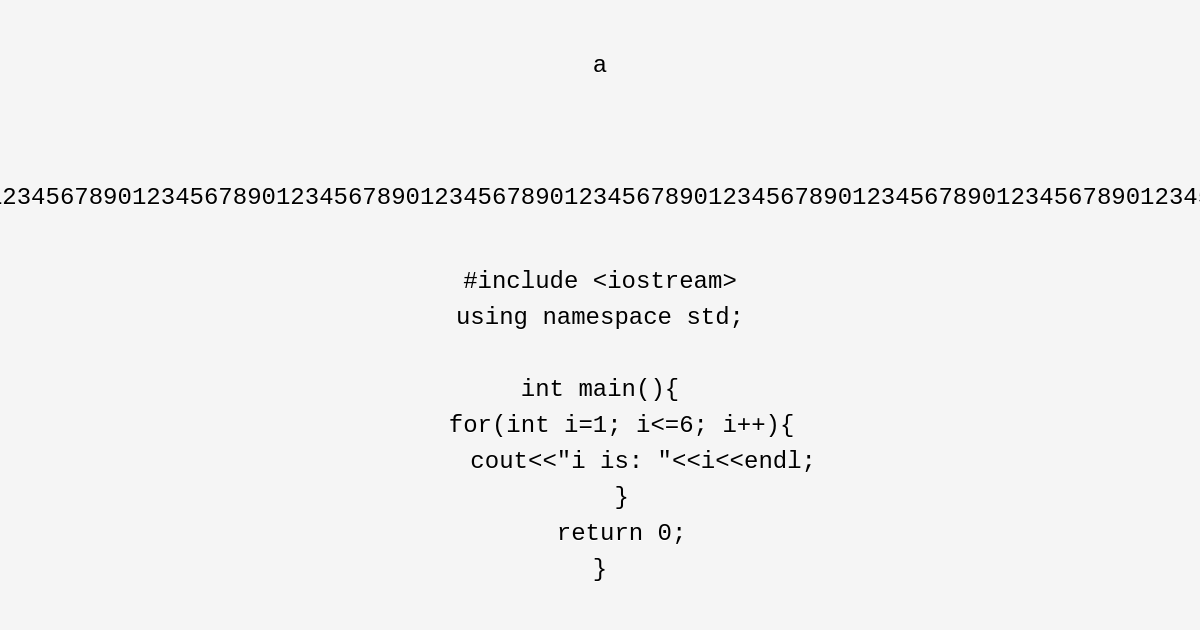 a
1234567890123456789012345678901234567890123456789012345678901234567890123456789012345
#include <iostream>
using namespace std;
int main(){
for(int i=1; i<=6; i++){
cout<<"i is: "<<i<<endl;
}
return 0;
}